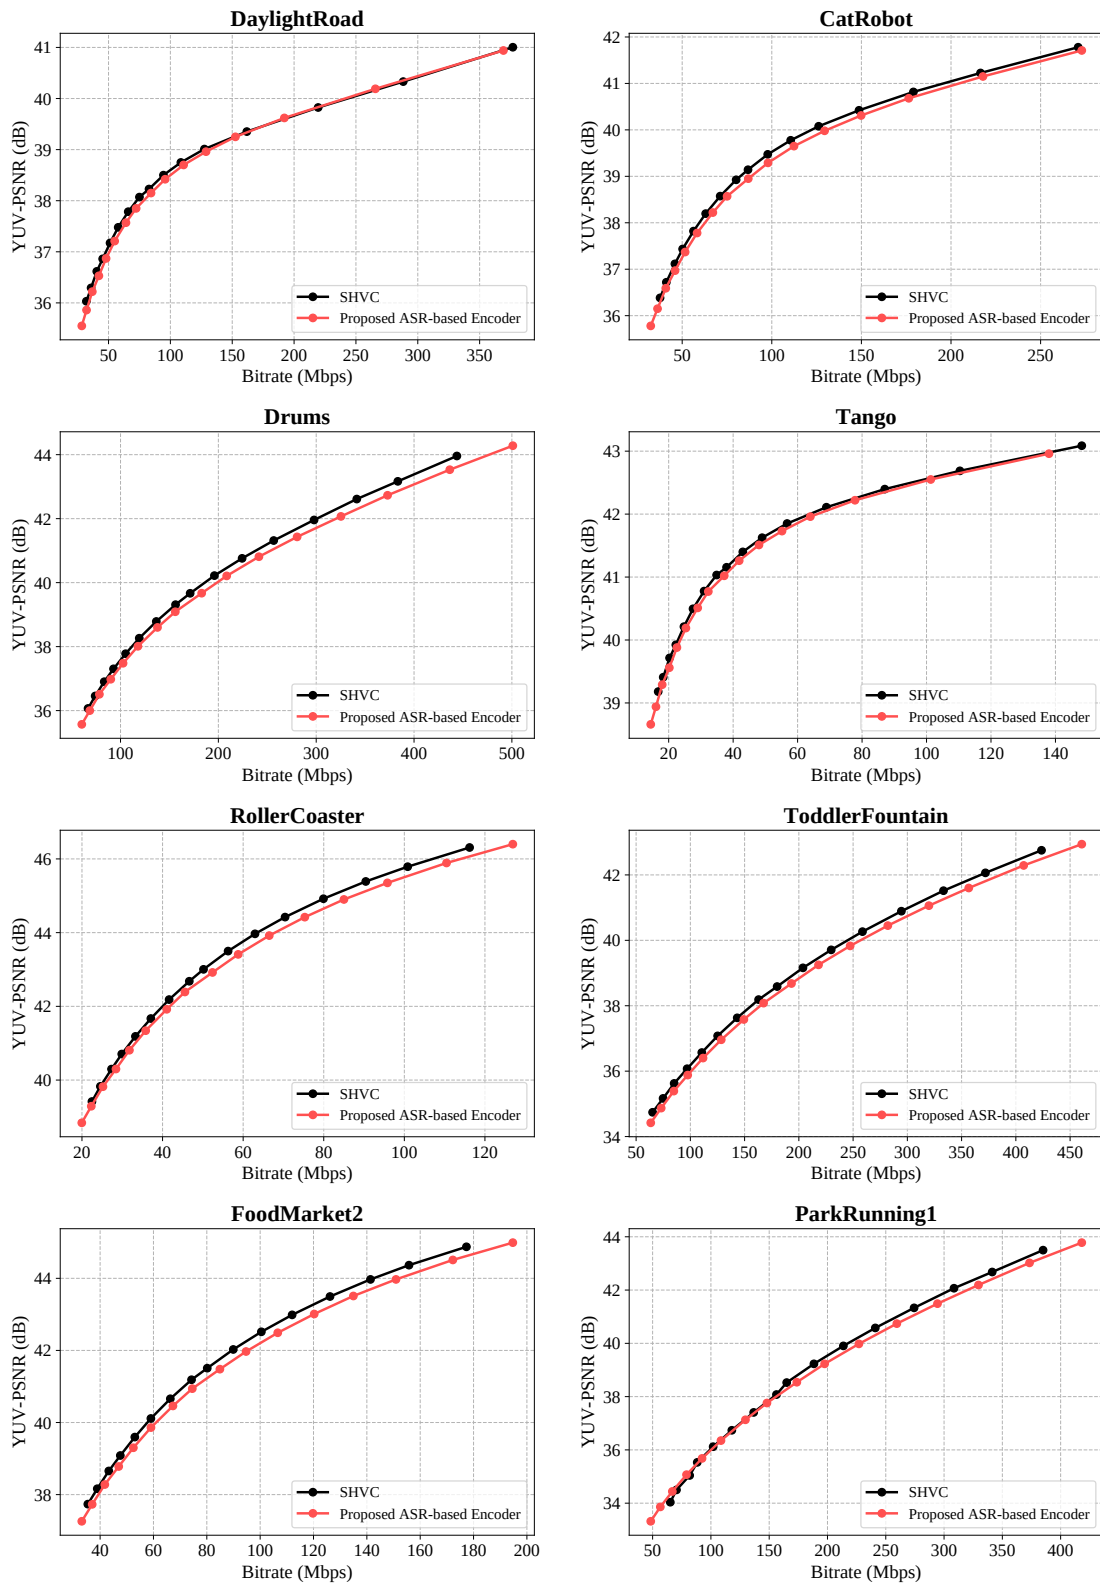 DaylightRoad
YUV-PSNR (dB)
41
40
39
38
37
36
50 100 150 200 250 300 350
Bitrate (Mbps)
SHVC
Proposed ASR-based Encoder
CatRobot
YUV-PSNR (dB)
42
41
40
39
38
37
36
50 100 150 200 250
Bitrate (Mbps)
SHVC
Proposed ASR-based Encoder
Drums
YUV-PSNR (dB)
44
42
40
38
36
100 200 300 400 500
Bitrate (Mbps)
SHVC
Proposed ASR-based Encoder
Tango
YUV-PSNR (dB)
43
42
41
40
39
20 40 60 80 100 120 140
Bitrate (Mbps)
SHVC
Proposed ASR-based Encoder
RollerCoaster
YUV-PSNR (dB)
46
44
42
40
20 40 60 80 100 120
Bitrate (Mbps)
SHVC
Proposed ASR-based Encoder
ToddlerFountain
YUV-PSNR (dB)
42
40
38
36
34
50 100 150 200 250 300 350 400 450
Bitrate (Mbps)
SHVC
Proposed ASR-based Encoder
FoodMarket2
YUV-PSNR (dB)
44
42
40
38
40 60 80 100 120 140 160 180 200
Bitrate (Mbps)
SHVC
Proposed ASR-based Encoder
ParkRunning1
YUV-PSNR (dB)
44
42
40
38
36
34
50 100 150 200 250 300 350 400
Bitrate (Mbps)
SHVC
Proposed ASR-based Encoder